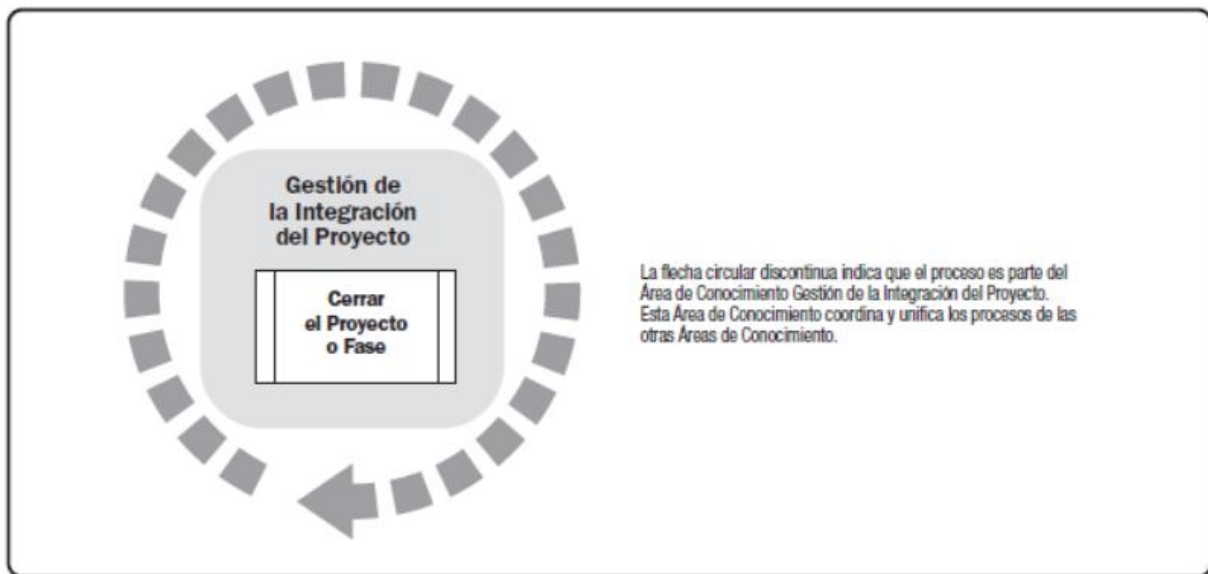 Gestión de
la Integración
del Proyecto
Cerrar
el Proyecto
o Fase
La flecha circular discontinua indica que el proceso es parte del
Área de Conocimiento Gestión de la Integración del Proyecto.
Esta Área de Conocimiento coordina y unifica los procesos de las
otras Áreas de Conocimiento.